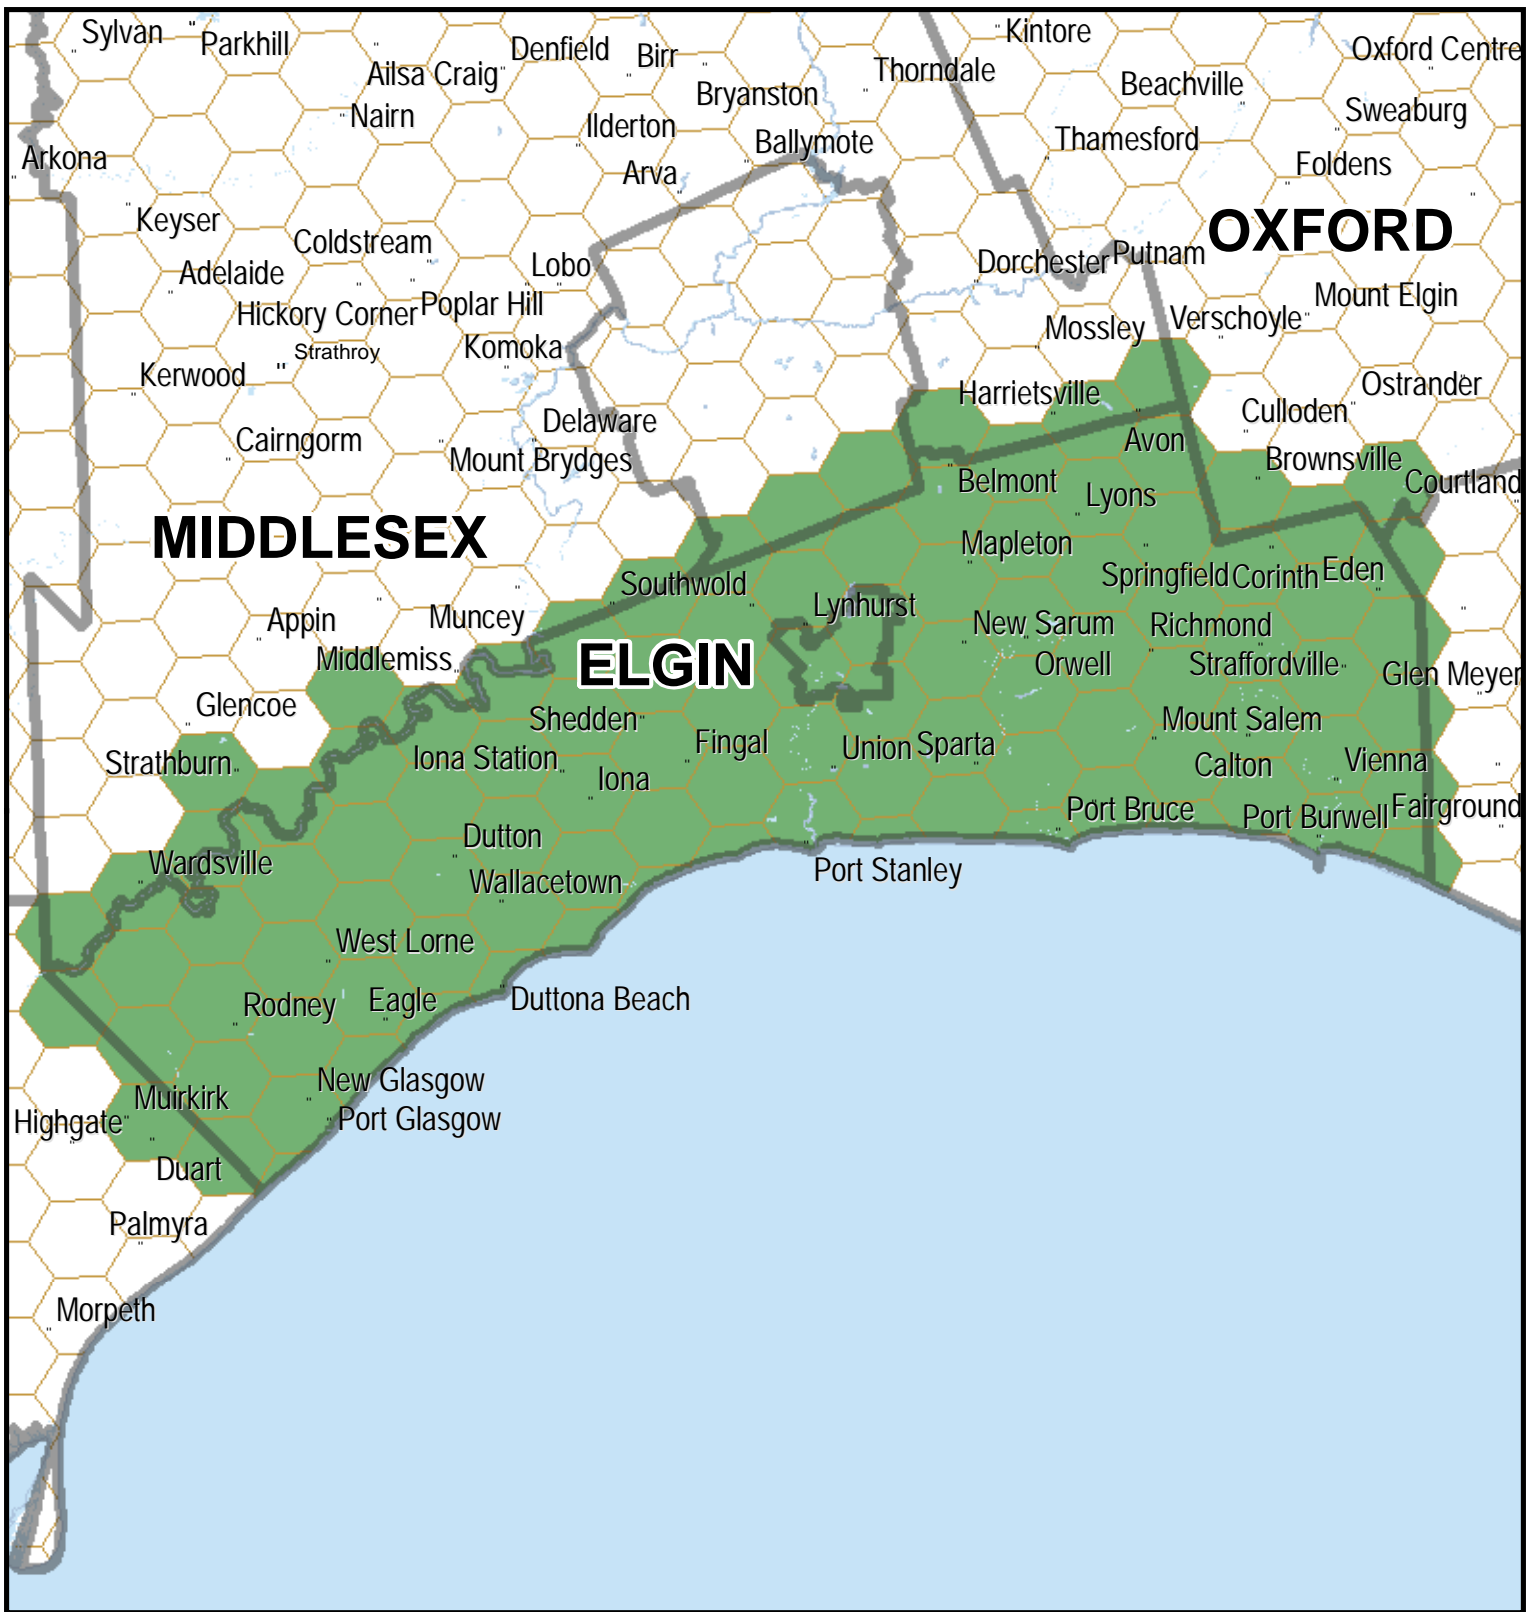 Sylvan
Parkhill
Denfield
Birr
Kintore
Oxford Centre
Ailsa Craig
Thorndale
Beachville
Bryanston
Nairn
Sweaburg
Ilderton
Ballymote
Thamesford
Arkona
Arva
Foldens
Keyser
OXFORD
Coldstream
Adelaide
Lobo
Dorchester
Putnam
Hickory Corner
Poplar Hill
Mount Elgin
Strathroy
Komoka
Mossley
Verschoyle
Kerwood
Harrietsville
Ostrander
Cairngorm
Delaware
Culloden
Mount Brydges
Avon
Brownsville
Belmont
Lyons
Courtland
MIDDLESEX
Mapleton
Southwold
Springfield
Corinth
Eden
Appin
Muncey
Lynhurst
New Sarum
Richmond
Middlemiss
ELGIN
Orwell
Straffordville
Glen Meyer
Glencoe
Shedden
Mount Salem
Strathburn
Iona Station
Fingal
Union
Sparta
Iona
Calton
Vienna
Dutton
Port Bruce
Port Burwell
Fairground
Wardsville
Wallacetown
Port Stanley
West Lorne
Rodney
Eagle
Duttona Beach
Muirkirk
New Glasgow
Highgate
Port Glasgow
Duart
Palmyra
Morpeth